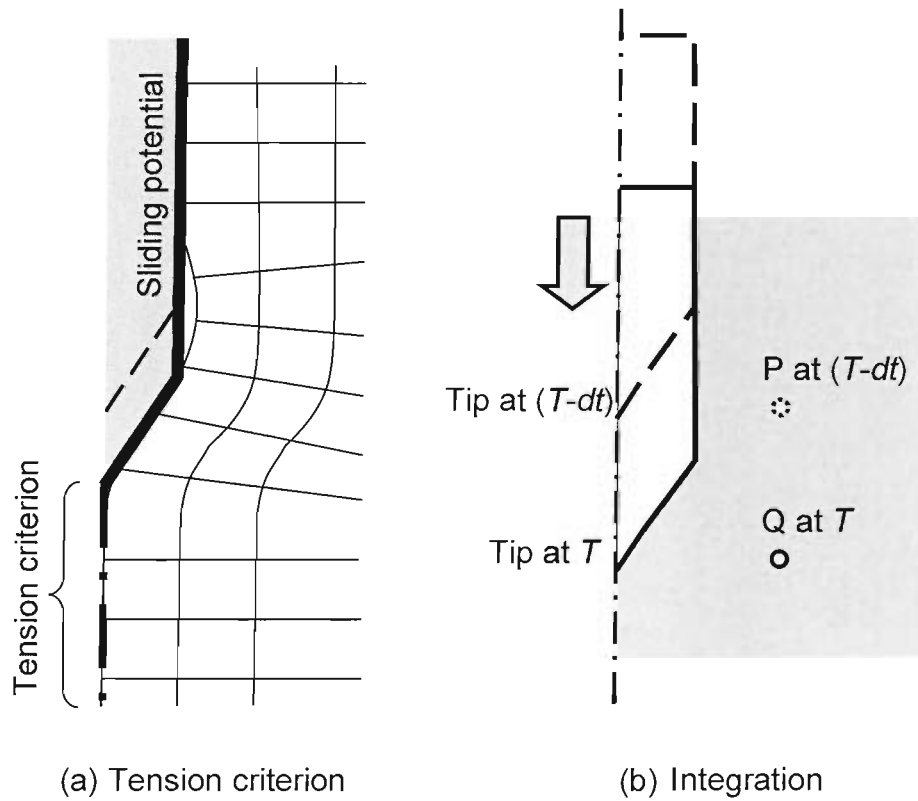 Sliding potential
Tension criterion
Tip at (T-dt)
P at (T-dt)
Q at T
Tip at T
(a) Tension criterion
(b) Integration